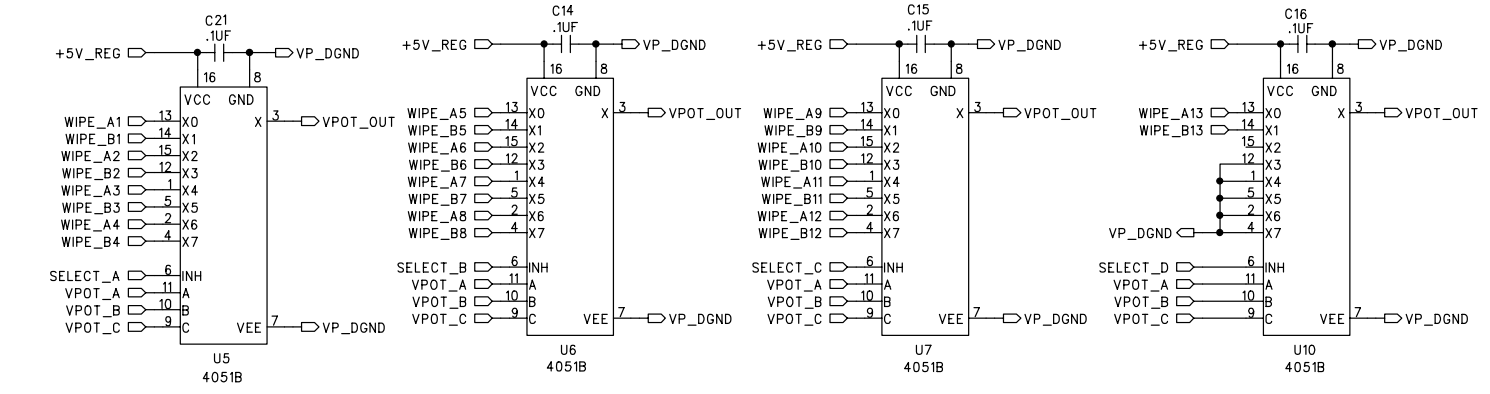 C21
.1UF
+5V_REG
VP_DGND
16
8
VCC GND
WIPE_A1 13 X0
X 3 VPOT_OUT
WIPE_B1 14 X1
WIPE_A2 15 X2
WIPE_B2 12 X3
WIPE_A3 1 X4
WIPE_B3 5 X5
WIPE_A4 2 X6
WIPE_B4 4 X7
SELECT_A 6 INH
VPOT_A 11 A
VPOT_B 10 B
VPOT_C 9 C
VEE 7 VP_DGND
U5
4051B
C14
.1UF
+5V_REG
VP_DGND
16
8
VCC GND
WIPE_A5 13 X0
X 3 VPOT_OUT
WIPE_B5 14 X1
WIPE_A6 15 X2
WIPE_B6 12 X3
WIPE_A7 1 X4
WIPE_B7 5 X5
WIPE_A8 2 X6
WIPE_B8 4 X7
SELECT_B 6 INH
VPOT_A 11 A
VPOT_B 10 B
VPOT_C 9 C
VEE 7 VP_DGND
U6
4051B
C15
.1UF
+5V_REG
VP_DGND
16
8
VCC GND
WIPE_A9 13 X0
X 3 VPOT_OUT
WIPE_B9 14 X1
WIPE_A10 15 X2
WIPE_B10 12 X3
WIPE_A11 1 X4
WIPE_B11 5 X5
WIPE_A12 2 X6
WIPE_B12 4 X7
SELECT_C 6 INH
VPOT_A 11 A
VPOT_B 10 B
VPOT_C 9 C
VEE 7 VP_DGND
U7
4051B
C16
.1UF
+5V_REG
VP_DGND
16
8
VCC GND
WIPE_A13 13 X0
X 3 VPOT_OUT
WIPE_B13 14 X1
15 X2
12 X3
1 X4
5 X5
2 X6
VP_DGND 4 X7
SELECT_D 6 INH
VPOT_A 11 A
VPOT_B 10 B
VPOT_C 9 C
VEE 7 VP_DGND
U10
4051B